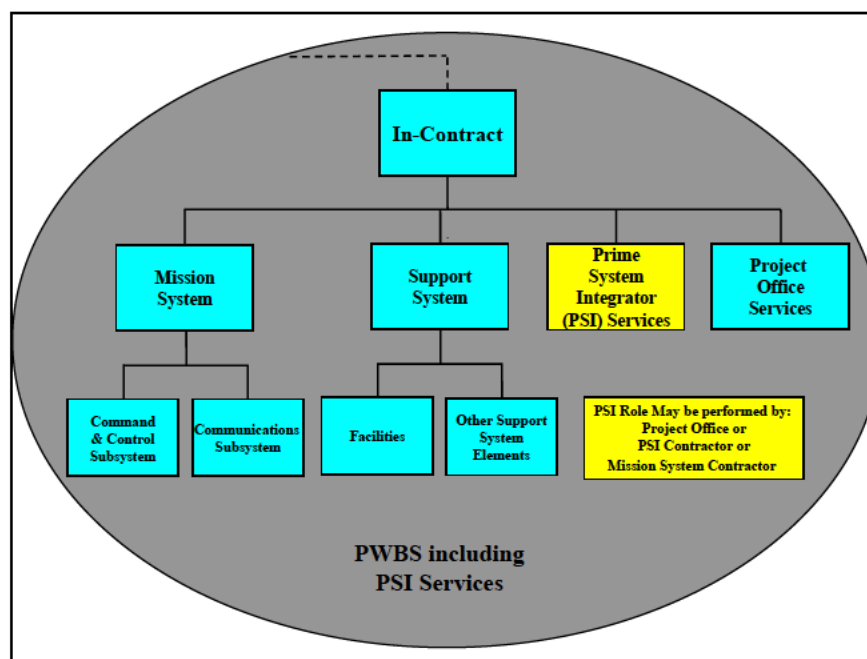 In-Contract
Mission
System
Support
System
Prime
System
Integrator
(PSI) Services
Project
Office
Services
Command
& Control
Subsystem
Communications
Subsystem
Facilities
Other Support
System
Elements
PSI Role May be performed by:
Project Office or
PSI Contractor or
Mission System Contractor
PWBS including
PSI Services